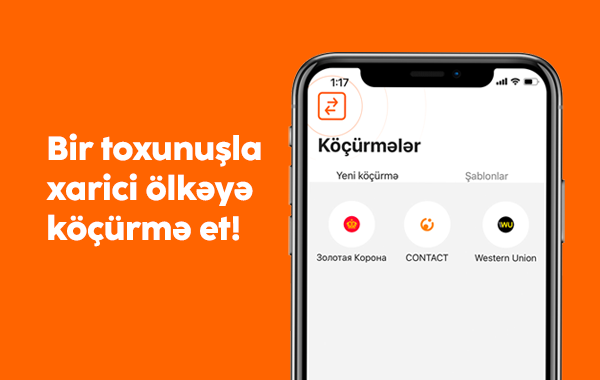 Bir toxunuşla
xarici ölkəyə
köçürmə et!
1:17
Köçürmələr
Yeni köçürmə
Şablonlar
WU
Золотая Корона
CONTACT
Western Union